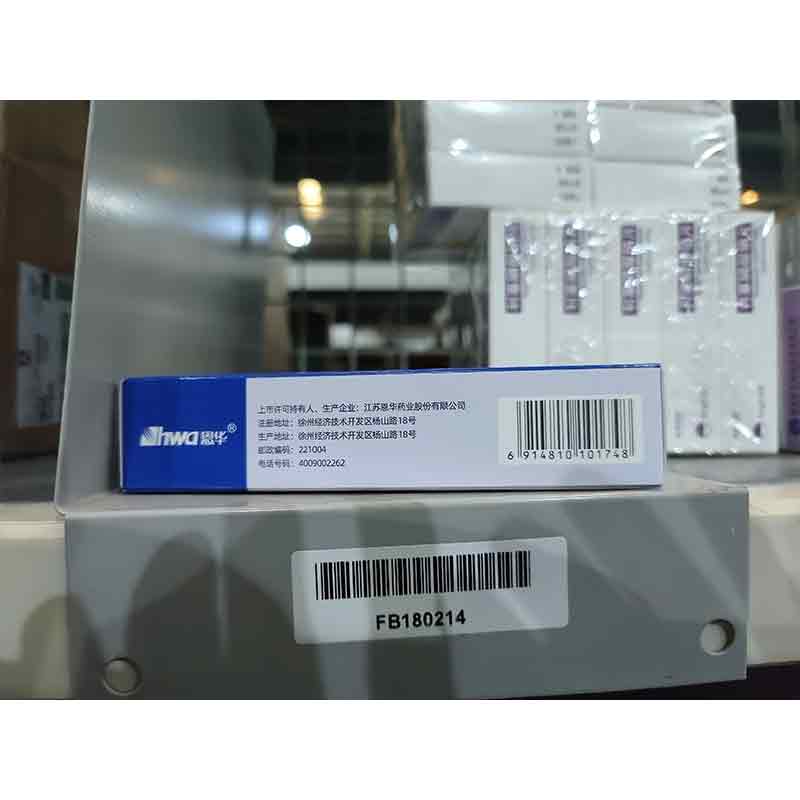 nhwa恩华®
上市许可持有人、生产企业：江苏恩华药业股份有限公司
注册地址：徐州经济技术开发区杨山路18号
生产地址：徐州经济技术开发区杨山路18号
邮政编码：221004
电话号码：4009002262
6 914810 101748
FB180214